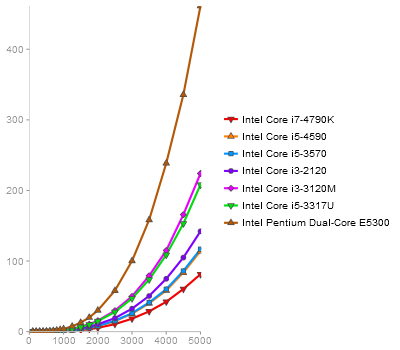 400
300
200
100
0
0 1000 2000 3000 4000 5000
Intel Core i7-4790K
Intel Core i5-4590
Intel Core i5-3570
Intel Core i3-2120
Intel Core i3-3120M
Intel Core i5-3317U
Intel Pentium Dual-Core E5300